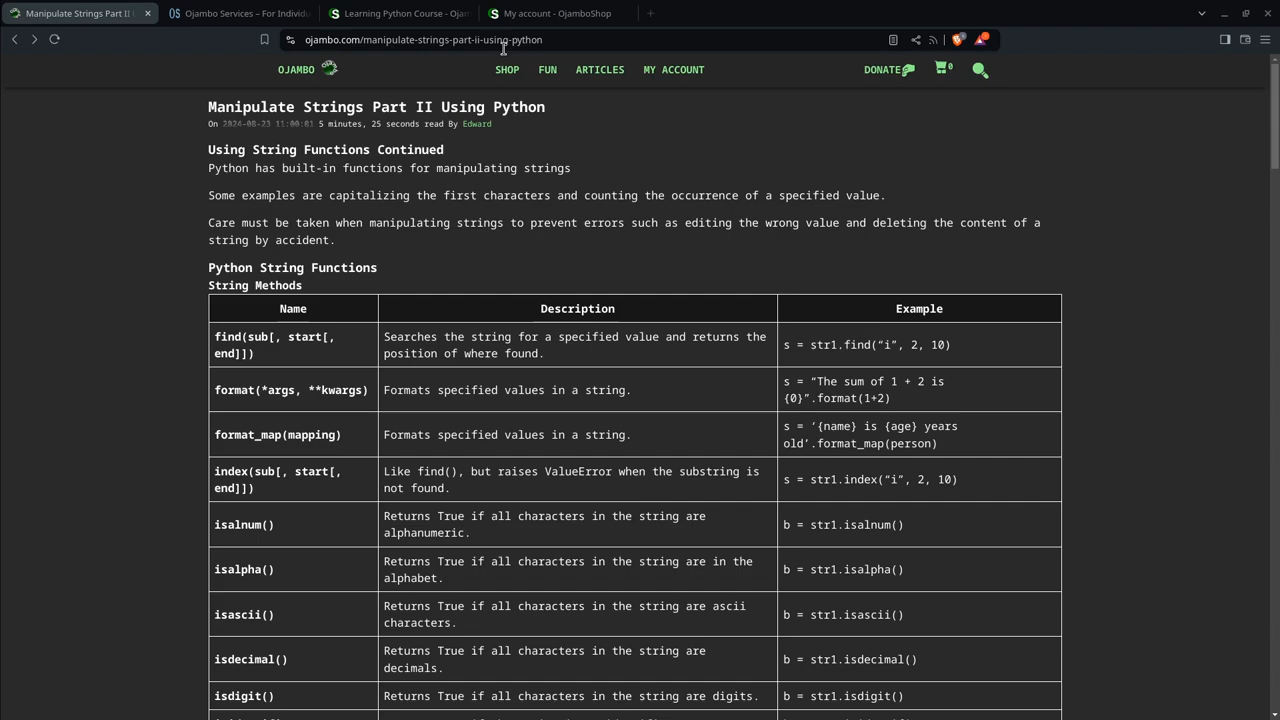 Manipulate Strings Part II U
Ojambo Services – For Individu
Learning Python Course - Ojam
My account - OjamboShop
ojambo.com/manipulate-strings-part-ii-using-python
OJAMBO
SHOP
FUN
ARTICLES
MY ACCOUNT
DONATE
0
Manipulate Strings Part II Using Python
On 2024-08-23 11:00:01 5 minutes, 25 seconds read By Edward
Using String Functions Continued
Python has built-in functions for manipulating strings
Some examples are capitalizing the first characters and counting the occurrence of a specified value.
Care must be taken when manipulating strings to prevent errors such as editing the wrong value and deleting the content of a
string by accident.
Python String Functions
String Methods
Name
Description
Example
find(sub[, start[,
end]])
Searches the string for a specified value and returns the
position of where found.
s = str1.find(“i”, 2, 10)
format(*args, **kwargs)
Formats specified values in a string.
s = “The sum of 1 + 2 is
{0}”.format(1+2)
format_map(mapping)
Formats specified values in a string.
s = ‘{name} is {age} years
old’.format_map(person)
index(sub[, start[,
end]])
Like find(), but raises ValueError when the substring is
not found.
s = str1.index(“i”, 2, 10)
isalnum()
Returns True if all characters in the string are
alphanumeric.
b = str1.isalnum()
isalpha()
Returns True if all characters in the string are in the
alphabet.
b = str1.isalpha()
isascii()
Returns True if all characters in the string are ascii
characters.
b = str1.isascii()
isdecimal()
Returns True if all characters in the string are
decimals.
b = str1.isdecimal()
isdigit()
Returns True if all characters in the string are digits.
b = str1.isdigit()